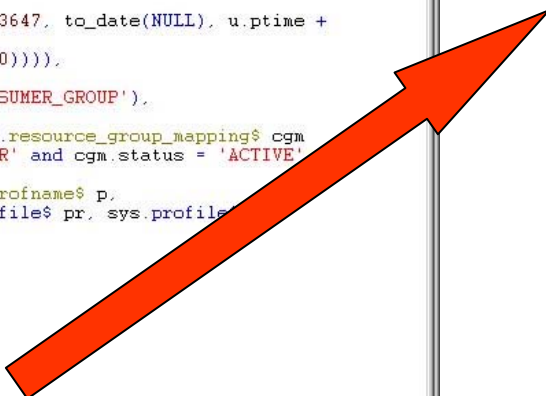 3647, to_date(NULL), u.ptime +
0)))),
SUMER_GROUP'),
.resource_group_mapping$ cgm
R' and cgm.status = 'ACTIVE'
rofname$ p,
file$ pr, sys.profile